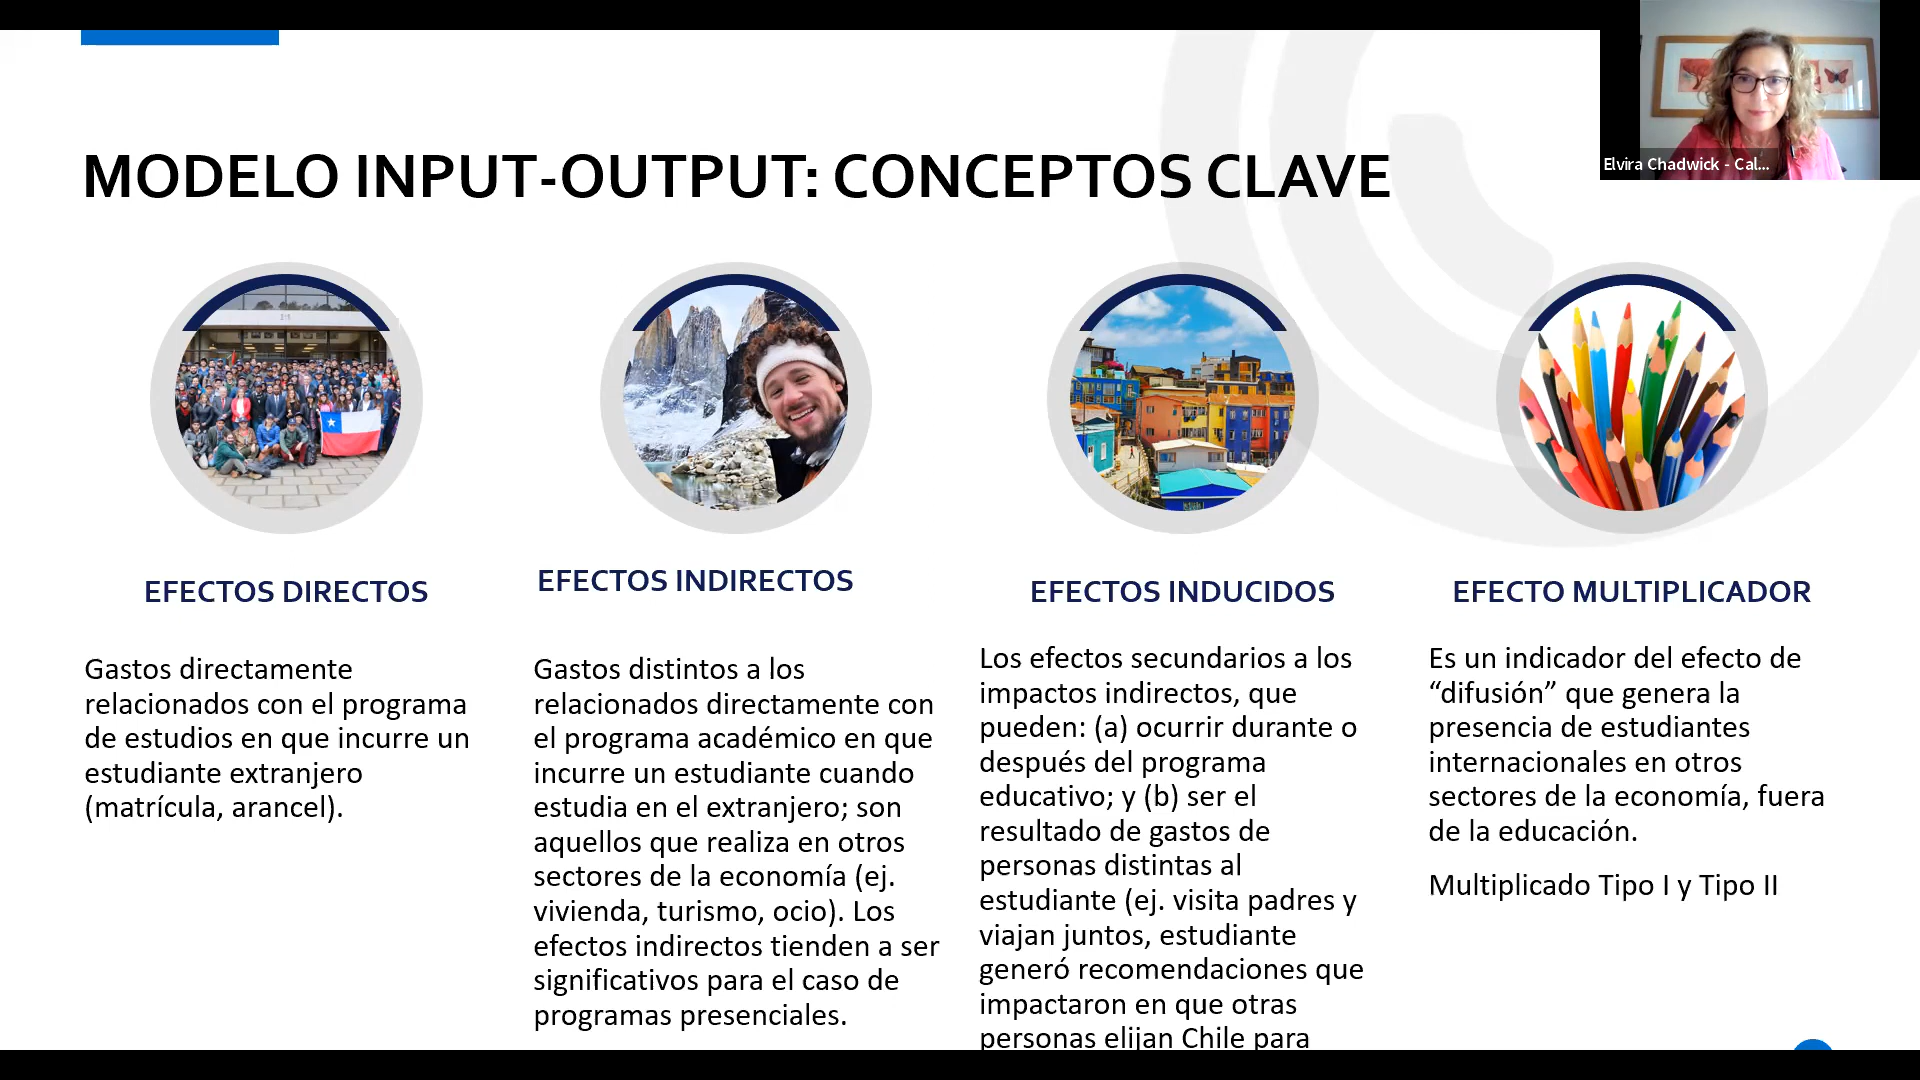 Elvira Chadwick - Cal...
MODELO INPUT-OUTPUT: CONCEPTOS CLAVE
EFECTOS DIRECTOS
Gastos directamente
relacionados con el programa
de estudios en que incurre un
estudiante extranjero
(matrícula, arancel).
EFECTOS INDIRECTOS
Gastos distintos a los
relacionados directamente con
el programa académico en que
incurre un estudiante cuando
estudia en el extranjero; son
aquellos que realiza en otros
sectores de la economía (ej.
vivienda, turismo, ocio). Los
efectos indirectos tienden a ser
significativos para el caso de
programas presenciales.
EFECTOS INDUCIDOS
Los efectos secundarios a los
impactos indirectos, que
pueden: (a) ocurrir durante o
después del programa
educativo; y (b) ser el
resultado de gastos de
personas distintas al
estudiante (ej. visita padres y
viajan juntos, estudiante
generó recomendaciones que
impactaron en que otras
personas elijan Chile para
EFECTO MULTIPLICADOR
Es un indicador del efecto de
“difusión” que genera la
presencia de estudiantes
internacionales en otros
sectores de la economía, fuera
de la educación.
Multiplicado Tipo I y Tipo II